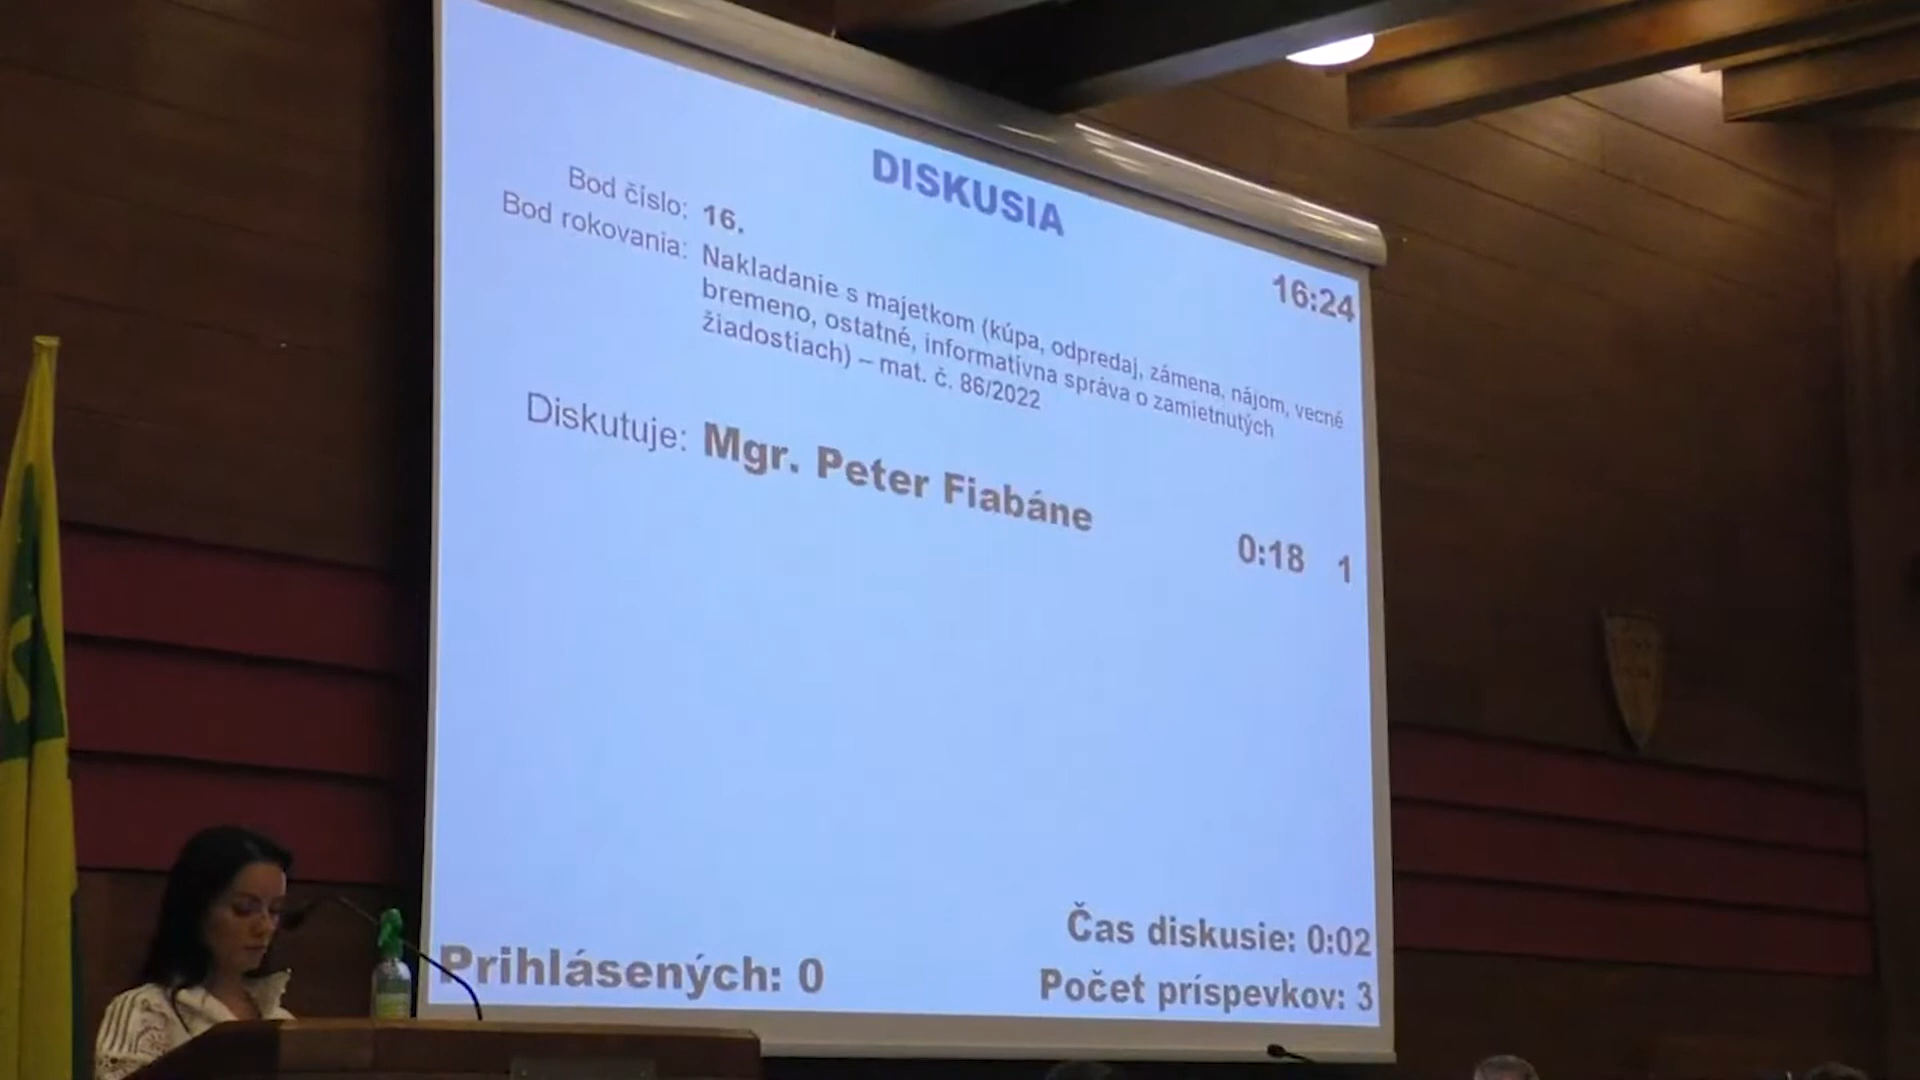 DISKUSIA
Bod číslo: 16.
16:24
Bod rokovania: Nakladanie s majetkom (kúpa, odpredaj, zámena, nájom, vecné
bremeno, ostatné, informatívna správa o zamietnutých
žiadostiach) – mat. č. 86/2022
Diskutuje: Mgr. Peter Fiabáne
0:18 1
Čas diskusie: 0:02
Prihlásených: 0
Počet príspevkov: 3